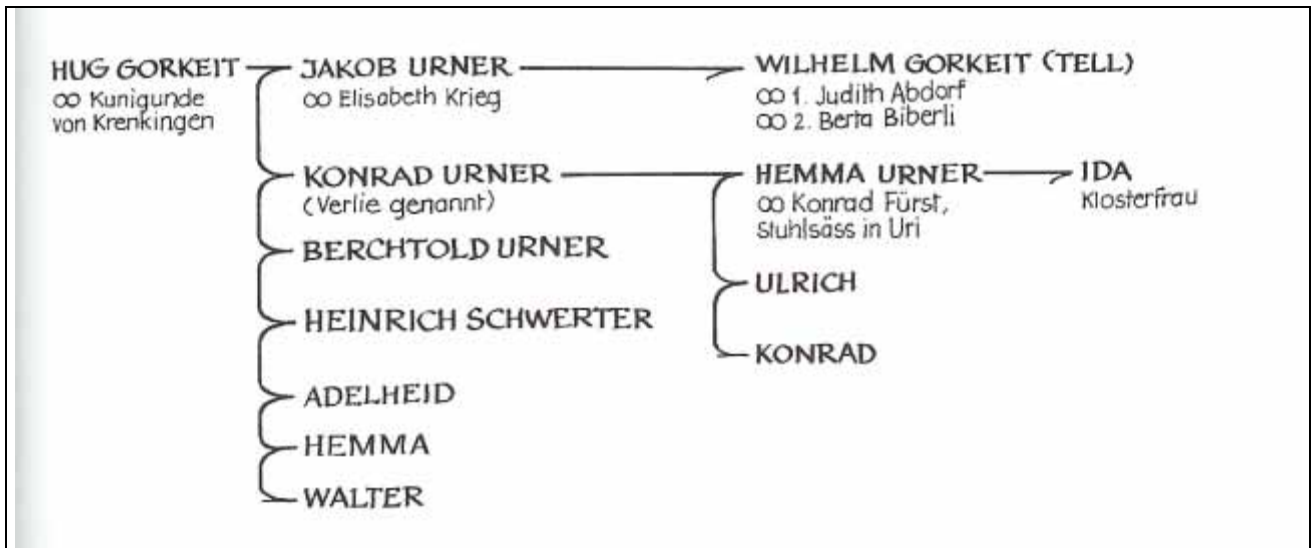 HUG GORKEIT
∞ Kunigunde
von Krenkingen
JAKOB URNER
∞ Elisabeth Krieg
WILHELM GORKEIT (TELL)
∞ 1. Judith Abdorf
∞ 2. Berta Biberli
KONRAD URNER
(Verlie genannt)
HEMMA URNER
∞ Konrad Fürst,
Stuhlsäss in Uri
IDA
Klosterfrau
BERCHTOLD URNER
ULRICH
HEINRICH SCHWERTER
KONRAD
ADELHEID
HEMMA
WALTER